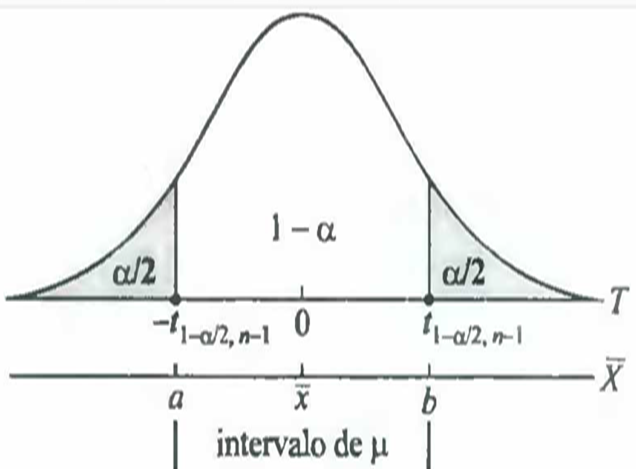 1 − α
α/2 α/2
−t₁₋α/₂, ₙ₋₁ 0 t₁₋α/₂, ₙ₋₁ T
X̄
a x̄ b
intervalo de μ